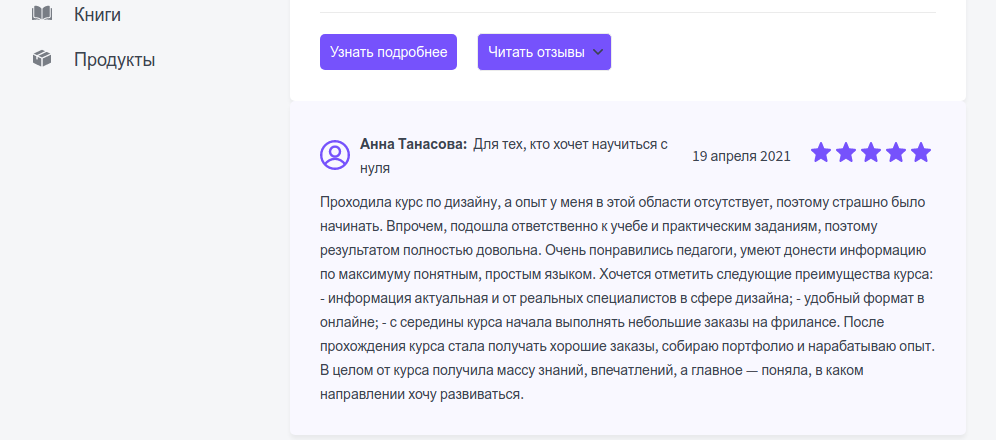 Книги
Продукты
Узнать подробнее
Читать отзывы
Анна Танасова: Для тех, кто хочет научиться с
нуля
19 апреля 2021
Проходила курс по дизайну, а опыт у меня в этой области отсутствует, поэтому страшно было
начинать. Впрочем, подошла ответственно к учебе и практическим заданиям, поэтому
результатом полностью довольна. Очень понравились педагоги, умеют донести информацию
по максимуму понятным, простым языком. Хочется отметить следующие преимущества курса:
- информация актуальная и от реальных специалистов в сфере дизайна; - удобный формат в
онлайне; - с середины курса начала выполнять небольшие заказы на фрилансе. После
прохождения курса стала получать хорошие заказы, собираю портфолио и нарабатываю опыт.
В целом от курса получила массу знаний, впечатлений, а главное — поняла, в каком
направлении хочу развиваться.